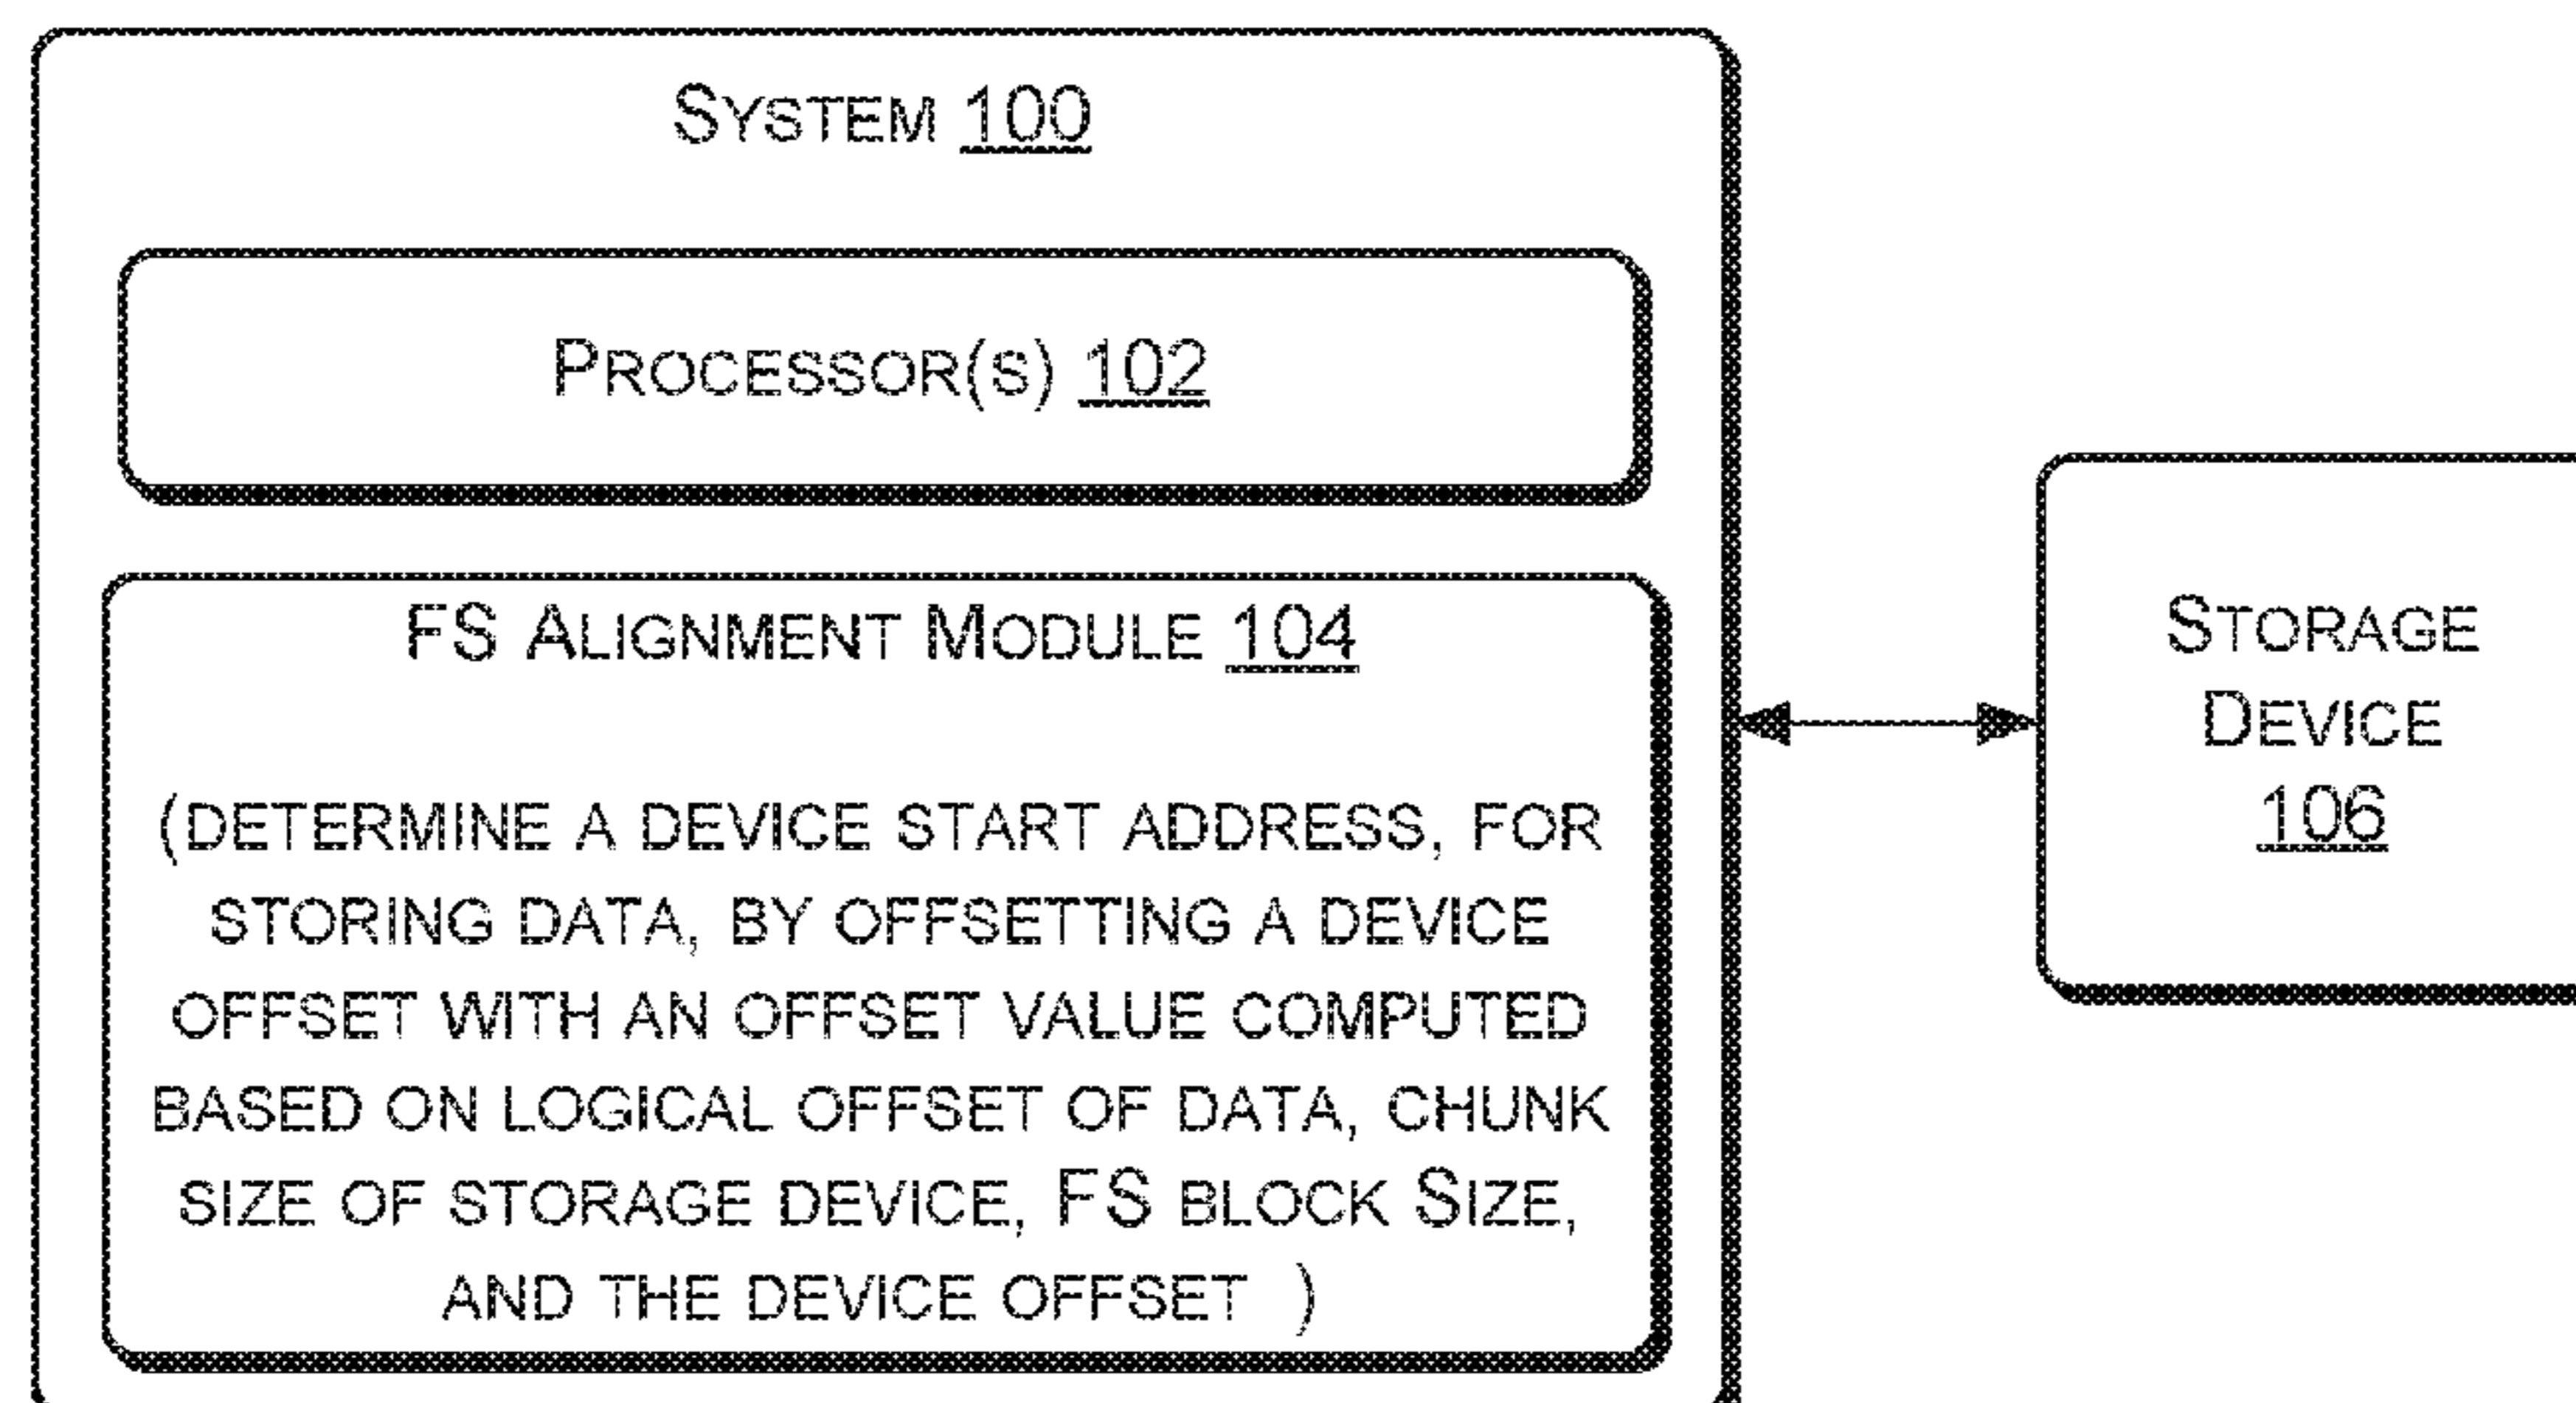 SYSTEM 100
PROCESSOR(S) 102
FS ALIGNMENT MODULE 104
(DETERMINE A DEVICE START ADDRESS, FOR
STORING DATA, BY OFFSETTING A DEVICE
OFFSET WITH AN OFFSET VALUE COMPUTED
BASED ON LOGICAL OFFSET OF DATA, CHUNK
SIZE OF STORAGE DEVICE, FS BLOCK SIZE,
AND THE DEVICE OFFSET )
STORAGE
DEVICE
106